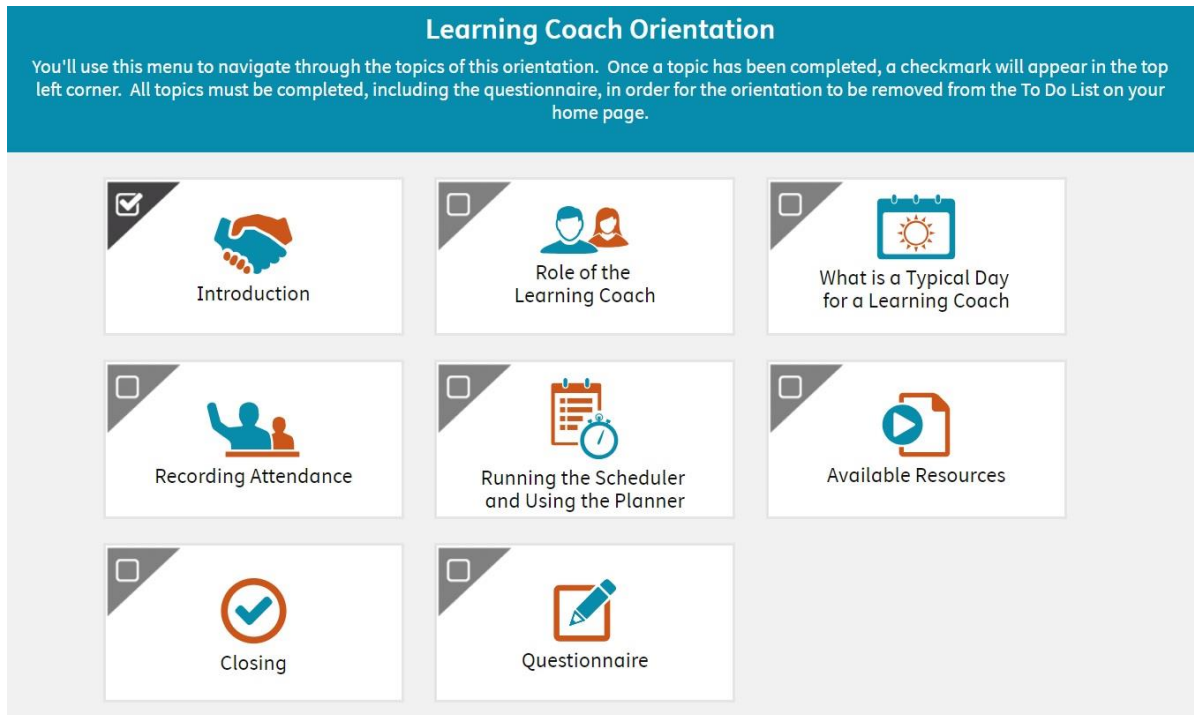 Learning Coach Orientation
You'll use this menu to navigate through the topics of this orientation. Once a topic has been completed, a checkmark will appear in the top
left corner. All topics must be completed, including the questionnaire, in order for the orientation to be removed from the To Do List on your
home page.
Introduction
Role of the
Learning Coach
What is a Typical Day
for a Learning Coach
Recording Attendance
Running the Scheduler
and Using the Planner
Available Resources
Closing
Questionnaire